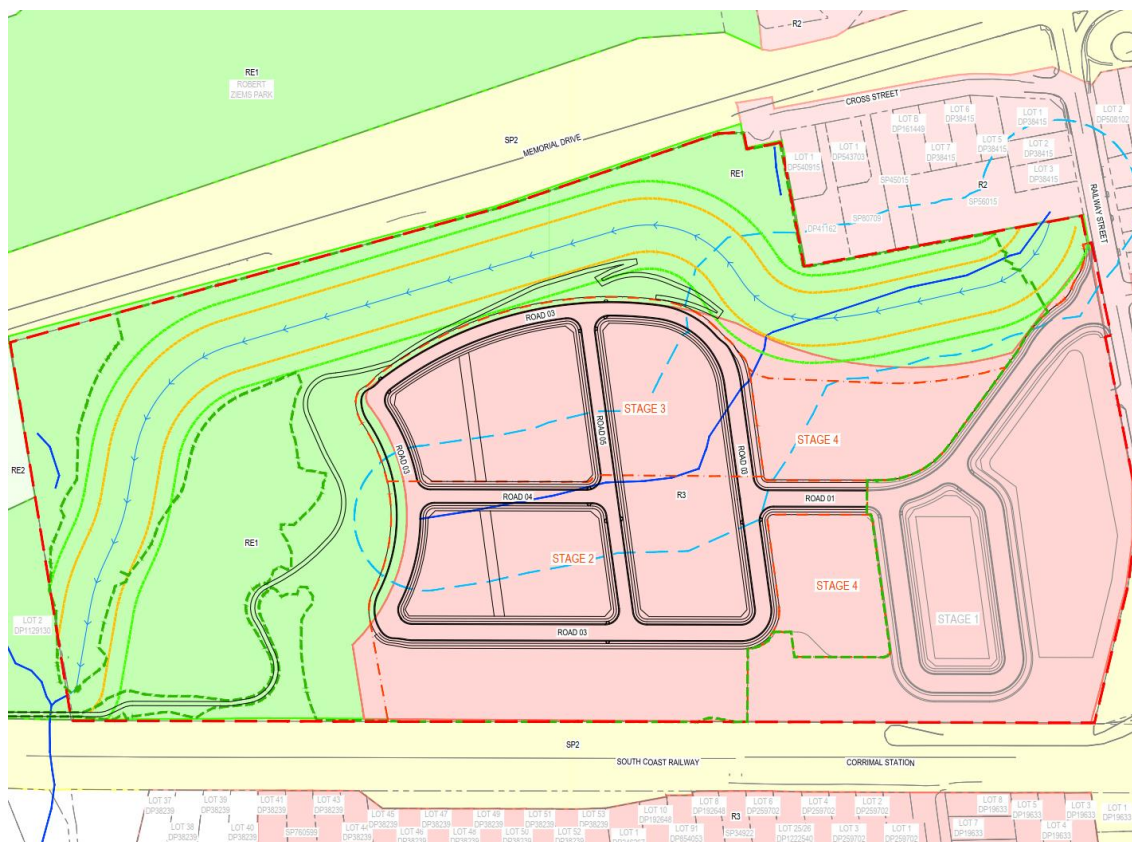 R2
RE1
ROBERT
ZIEMS PARK
SP2
MEMORIAL DRIVE
CROSS STREET
LOT 2
DP508102
LOT 6
DP38415
LOT 1
DP38415
LOT B
DP161449
LOT 5
DP38415
LOT 2
DP38415
LOT 7
DP38415
LOT 1
DP543703
LOT 1
DP540915
LOT 3
DP38415
RE1
R2
SP45015
SP56015
SP80709
DP41162
RAILWAY STREET
ROAD 03
STAGE 3
ROAD 05
STAGE 4
ROAD 03
ROAD 03
RE2
ROAD 04
R3
ROAD 01
RE1
STAGE 2
STAGE 4
STAGE 1
LOT 2
DP1129130
ROAD 03
SP2
SOUTH COAST RAILWAY
CORRIMAL STATION
LOT 37
DP38239
LOT 39
DP38239
LOT 41
DP38239
LOT 43
DP38239
LOT 45
DP38239
LOT 47
DP38239
LOT 49
DP38239
LOT 51
DP38239
LOT 53
DP38239
LOT 10
DP192648
LOT 8
DP192648
LOT 6
DP259702
LOT 4
DP259702
LOT 2
DP259702
LOT 8
DP19633
LOT 5
DP19633
LOT 3
DP19633
LOT 1
DP19633
R3
LOT 38
DP38239
LOT 40
DP38239
SP760599
LOT 44
DP38239
LOT 46
DP38239
LOT 48
DP38239
LOT 50
DP38239
LOT 52
DP38239
LOT 1
LOT 91
DP854053
SP34922
LOT 25/26
DP1222540
LOT 3
DP259702
LOT 1
DP259702
LOT 7
DP19633
LOT 4
DP19633